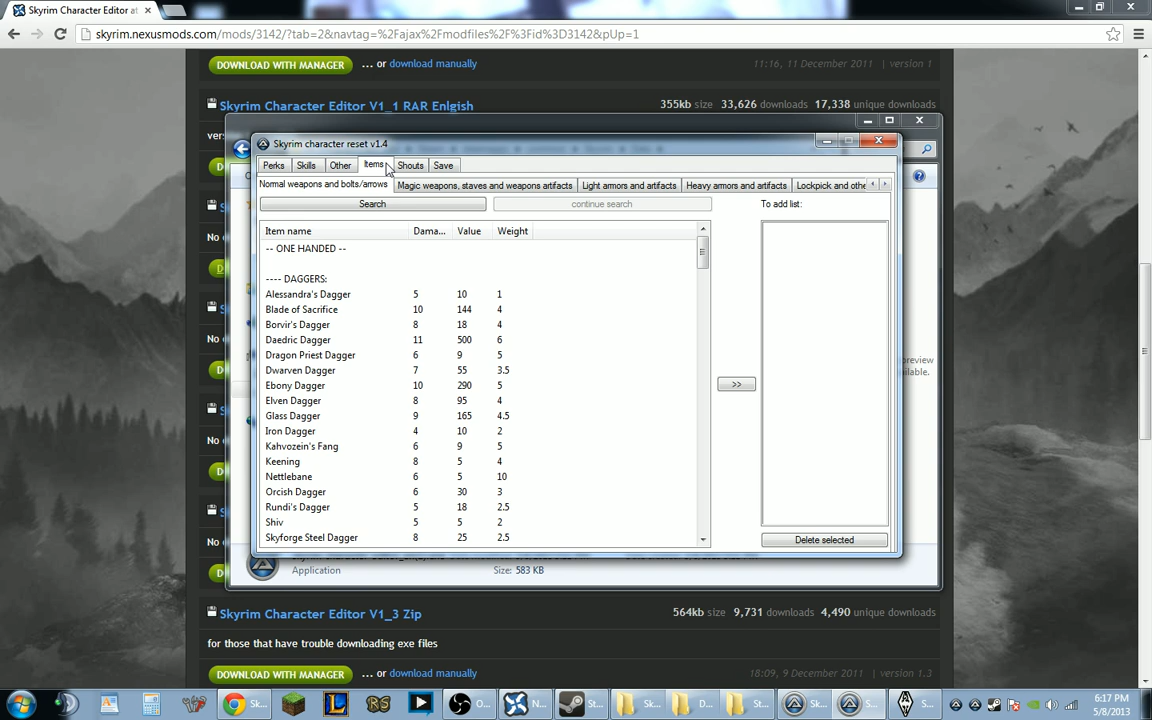 Skyrim Character Editor at
skyrim.nexusmods.com/mods/3142/?tab=2&navtag=%2Fajax%2Fmodfiles%2F%3Fid%3D3142&pUp=1
DOWNLOAD WITH MANAGER ... or download manually 11:16, 11 December 2011 | version 1
Skyrim Character Editor V1_1 RAR Enlgish 355kb size 33,626 downloads 17,338 unique downloads
Skyrim character reset v1.4
Perks Skills Other Items Shouts Save
Normal weapons and bolts/arrows Magic weapons, staves and weapons artifacts Light armors and artifacts Heavy armors and artifacts Lockpick and othe
Search continue search To add list:
Item name Dama... Value Weight
-- ONE HANDED --
---- DAGGERS:
Alessandra's Dagger 5 10 1
Blade of Sacrifice 10 144 4
Borvir's Dagger 8 18 4
Daedric Dagger 11 500 6
Dragon Priest Dagger 6 9 5
Dwarven Dagger 7 55 3.5
Ebony Dagger 10 290 5
Elven Dagger 8 95 4
Glass Dagger 9 165 4.5
Iron Dagger 4 10 2
Kahvozein's Fang 6 9 5
Keening 8 5 4
Nettlebane 6 5 10
Orcish Dagger 6 30 3
Rundi's Dagger 5 18 2.5
Shiv 5 5 2
Skyforge Steel Dagger 8 25 2.5
>>
Delete selected
preview
Application Size: 583 KB
Skyrim Character Editor V1_3 Zip 564kb size 9,731 downloads 4,490 unique downloads
for those that have trouble downloading exe files
DOWNLOAD WITH MANAGER ... or download manually 18:09, 9 December 2011 | version 1.3
Sk... O... N... St... Sk... D... St... Sk... S... S...
6:17 PM
5/8/2013